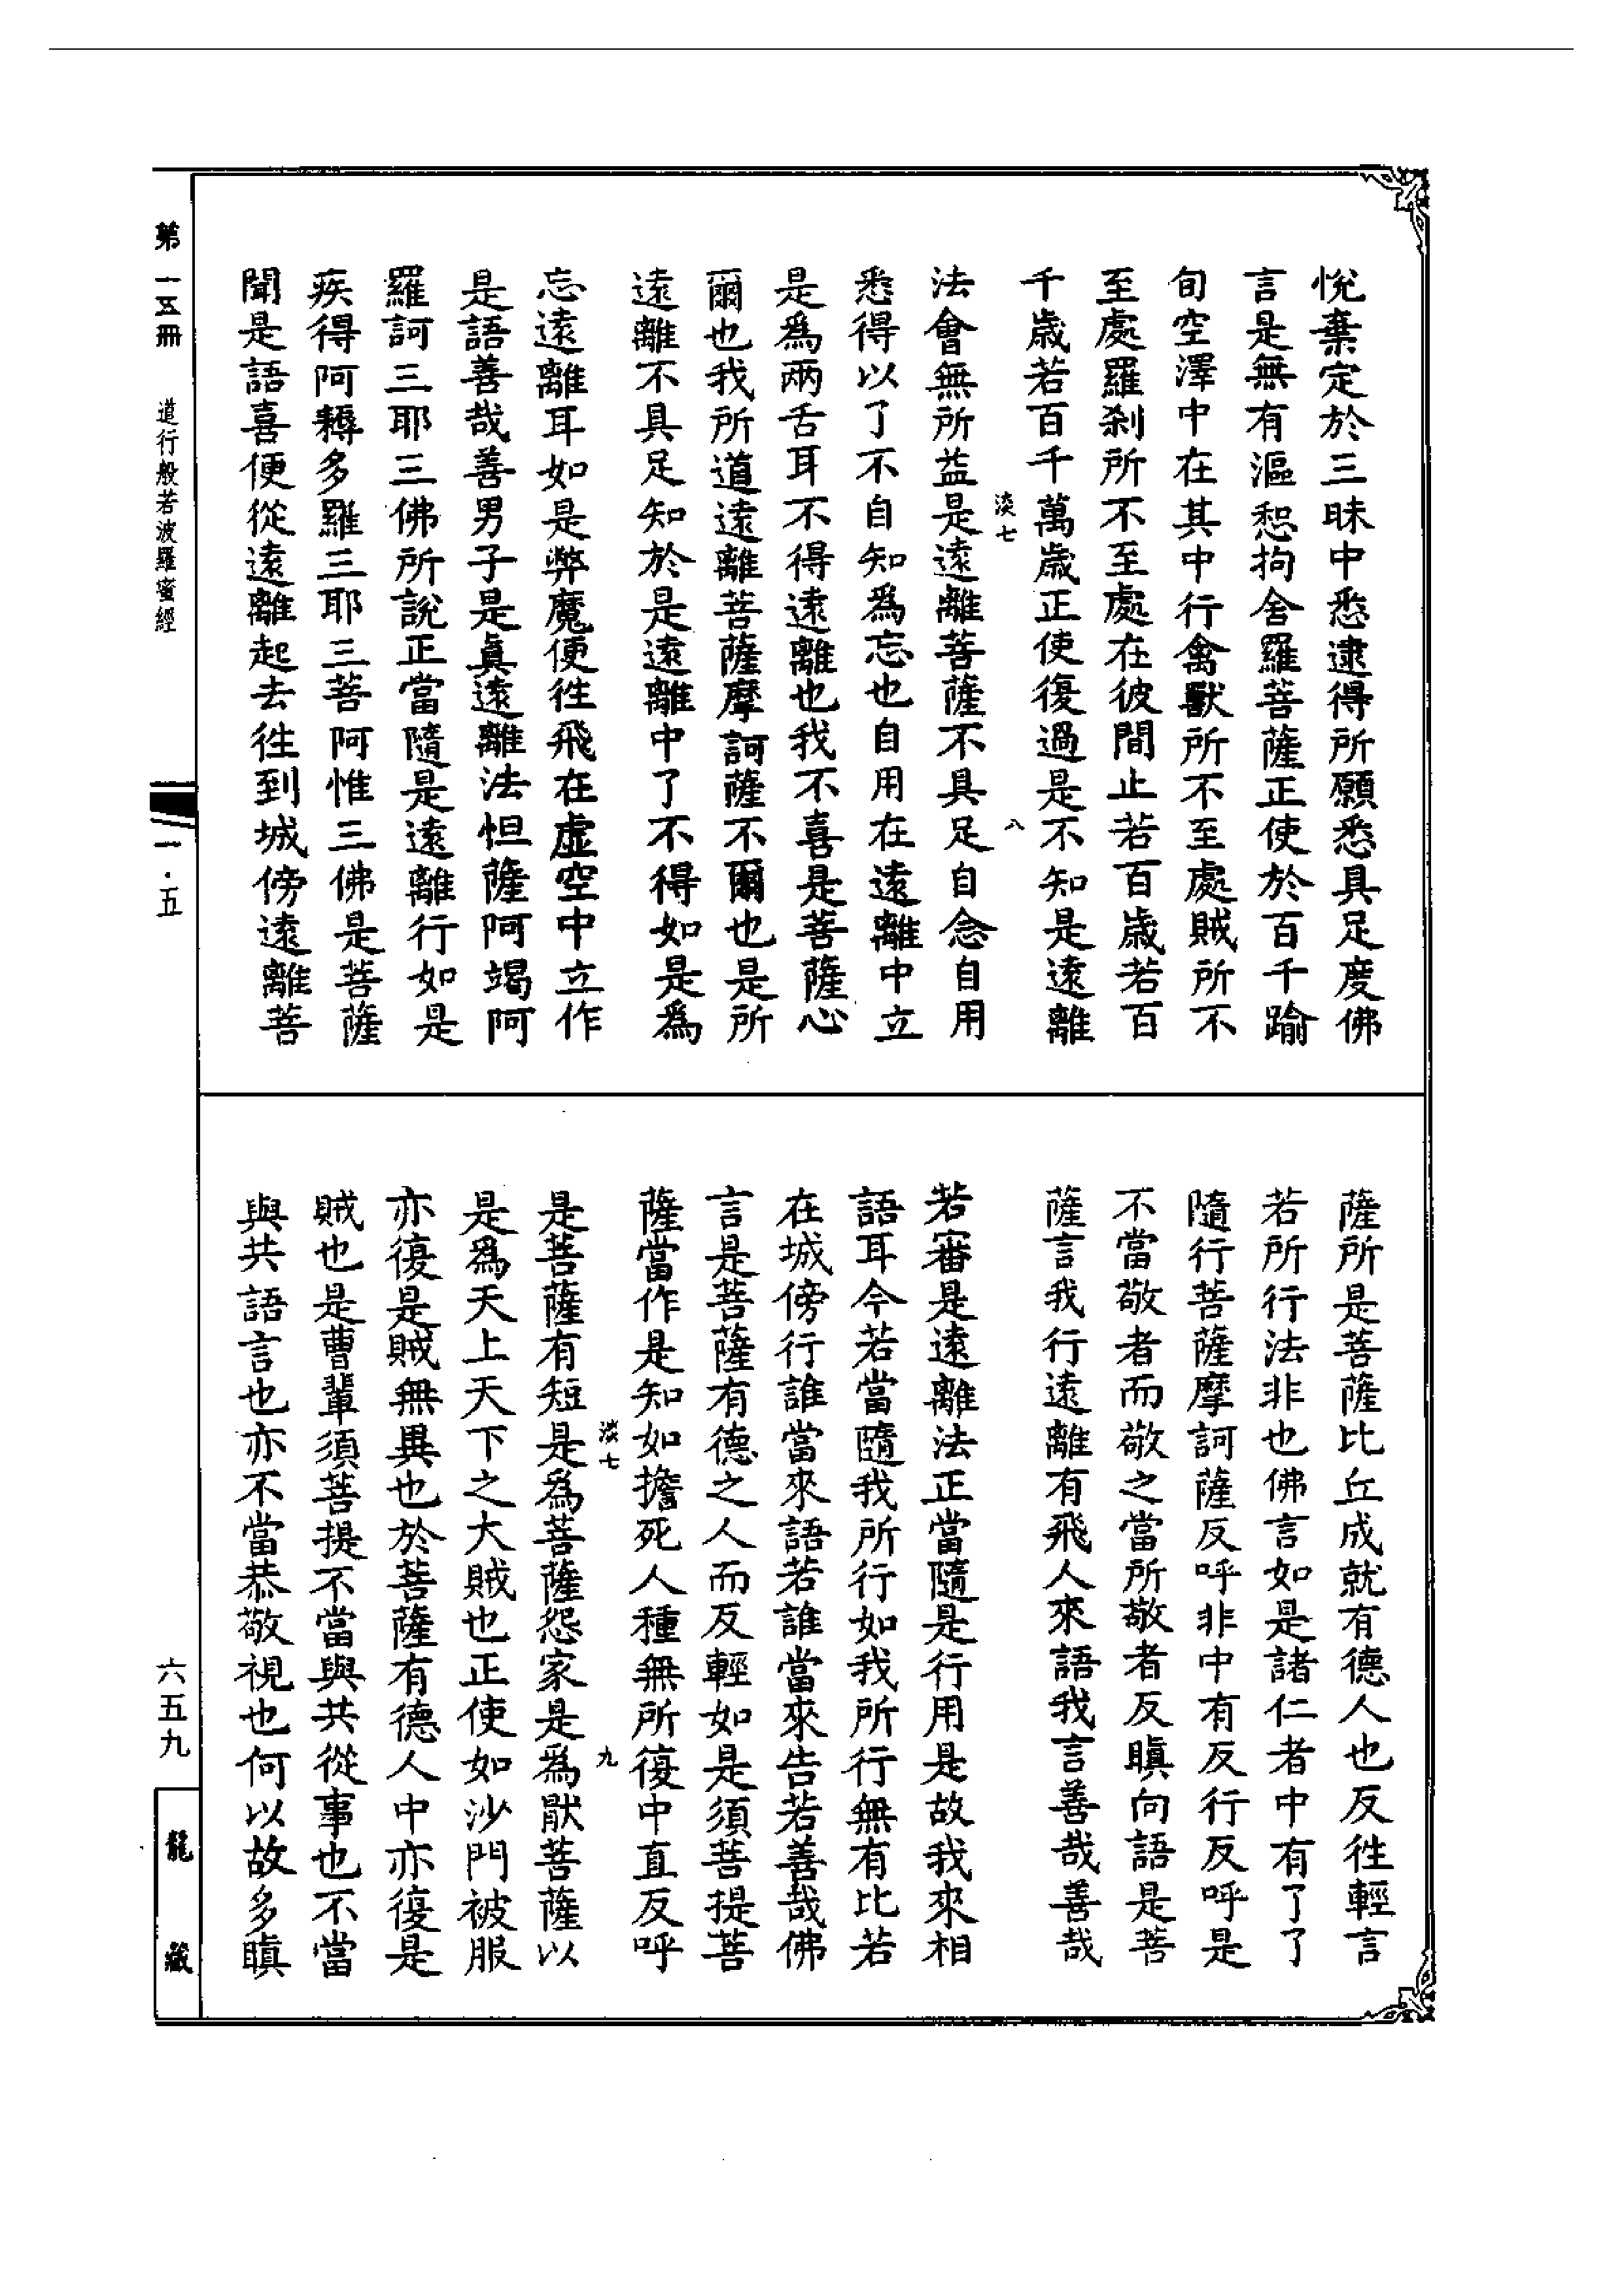 悅棄定於三昧中悉逮得所願悉具足度佛
言是無有漚惒拘舍羅菩薩正使於百千踰
旬空澤中在其中行禽獸所不至處賊所不
至處羅剎所不至處在彼間止若百歲若百
千歲若百千萬歲正使復過是不知是遠離
淡七
八
法會無所益是遠離菩薩不具足自念自用
悉得以了不自知為忘也自用在遠離中立
是為兩舌耳不得遠離也我不喜是菩薩心
爾也我所道遠離菩薩摩訶薩不爾也是所
遠離不具足知於是遠離中了不得如是為
忘遠離耳如是弊魔便徃飛在虛空中立作
是語善哉善男子是真遠離法怛薩阿竭阿
羅訶三耶三佛所說正當隨是遠離行如是
疾得阿耨多羅三耶三菩阿惟三佛是菩薩
聞是語喜便從遠離起去徃到城傍遠離菩
薩所是菩薩比丘成就有德人也反徃輕言
若所行法非也佛言如是諸仁者中有了了
隨行菩薩摩訶薩反呼非中有反行反呼是
不當敬者而敬之當所敬者反瞋向語是菩
薩言我行遠離有飛人來語我言善哉善哉
若審是遠離法正當隨是行用是故我來相
語耳今若當隨我所行如我所行無有比若
在城傍行誰當來語若誰當來告若善哉佛
言是菩薩有德之人而反輕如是須菩提菩
薩當作是知如擔死人種無所復中直反呼
淡七
九
是菩薩有短是為菩薩怨家是為猒菩薩以
是為天上天下之大賊也正使如沙門被服
亦復是賊無異也於菩薩有德人中亦復是
賊也是曹輩須菩提不當與共從事也不當
與共語言也亦不當恭敬視也何以故多瞋
第一五冊
道行般若波羅蜜經
一·五
六五九
龍藏